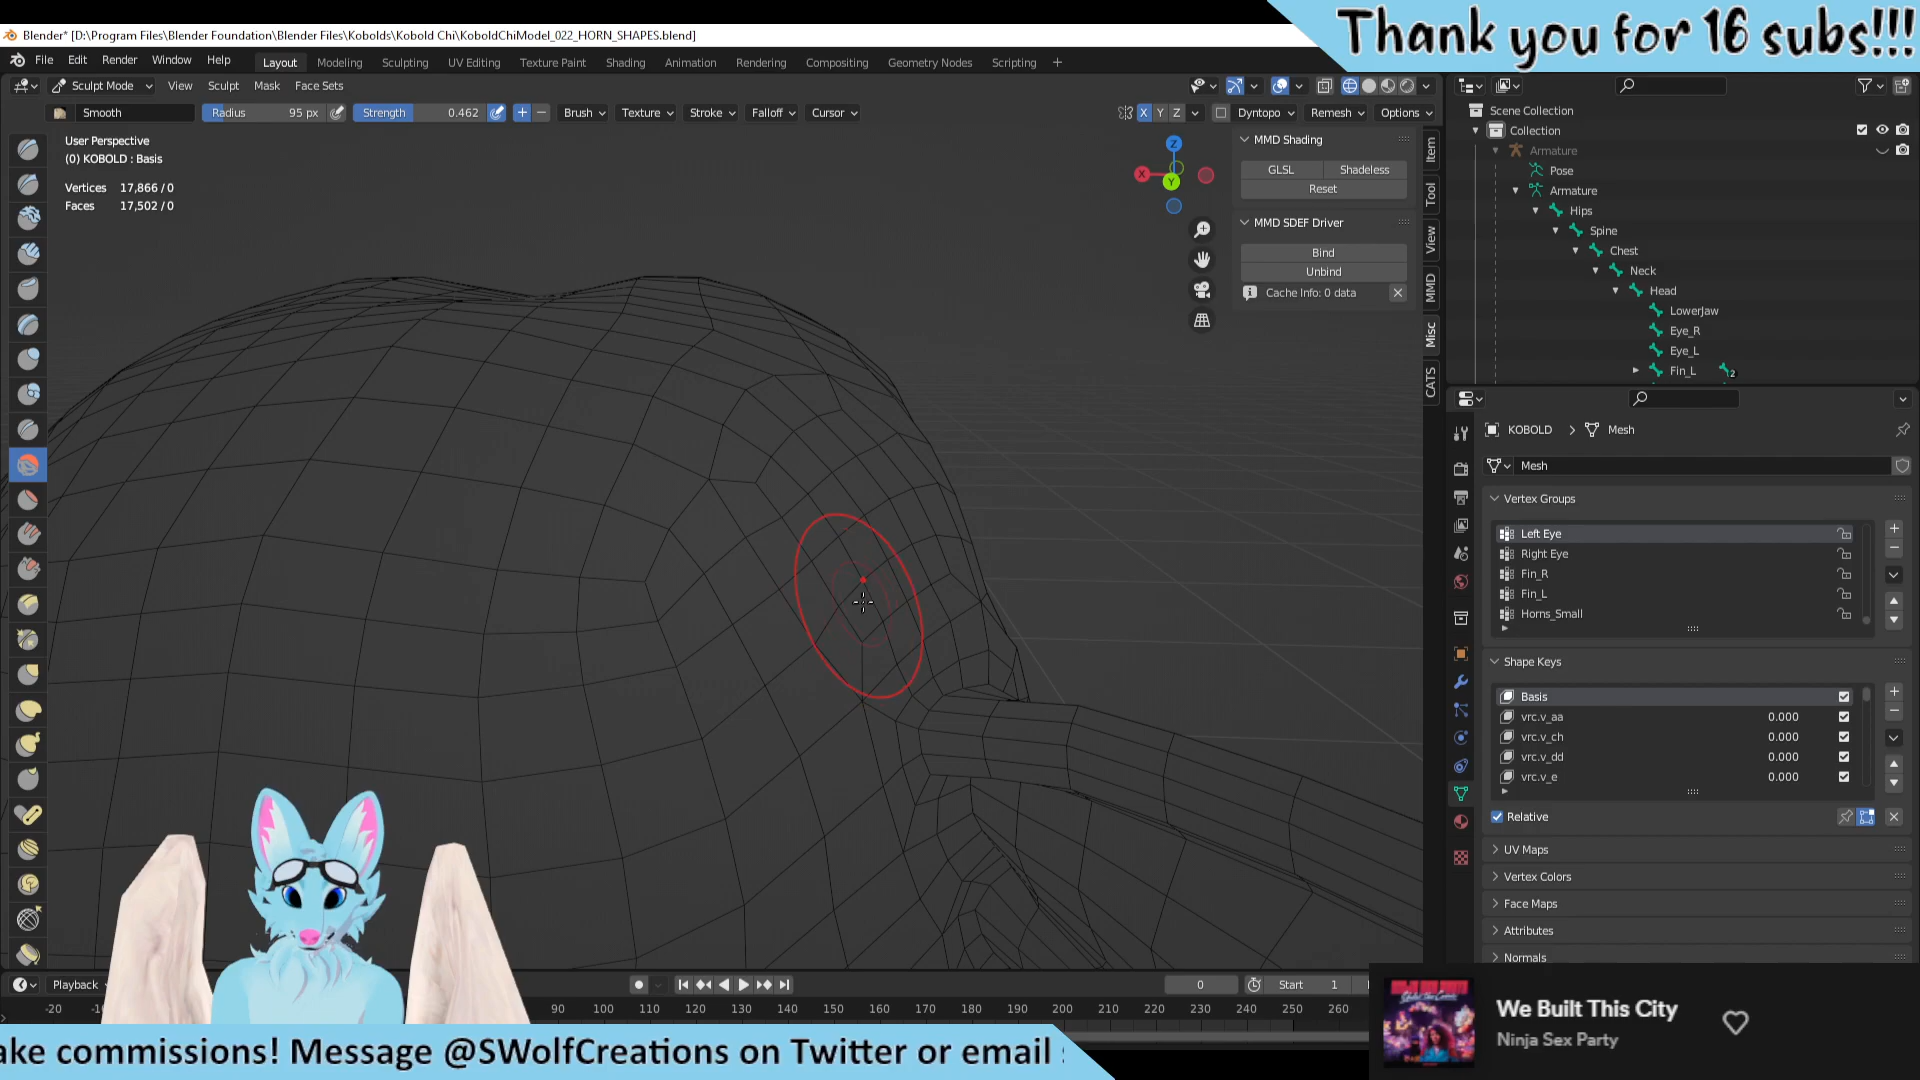 Thank you for 16 subs!!!
Blender* [D:\Program Files\Blender Foundation\Blender Files\Kobolds\Kobold Chi\KoboldChiModel_022_HORN_SHAPES.blend]
File Edit Render Window Help Layout Modeling Sculpting UV Editing Texture Paint Shading Animation Rendering Compositing Geometry Nodes Scripting +
Sculpt Mode View Sculpt Mask Face Sets
Smooth Radius 95 px Strength 0.462 Brush Texture Stroke Falloff Cursor X Y Z Dyntopo Remesh Options
User Perspective
(0) KOBOLD : Basis
Vertices 17,866 / 0
Faces 17,502 / 0
Z
X
Y
MMD Shading
GLSL Shadeless
Reset
MMD SDEF Driver
Bind
Unbind
Cache Info: 0 data
Item
Tool
View
MMD
Misc
CATS
Scene Collection
Collection
Armature
Pose
Armature
Hips
Spine
Chest
Neck
Head
LowerJaw
Eye_R
Eye_L
Fin_L 2
KOBOLD > Mesh
Mesh
Vertex Groups
Left Eye
Right Eye
Fin_R
Fin_L
Horns_Small
Shape Keys
Basis
vrc.v_aa 0.000
vrc.v_ch 0.000
vrc.v_dd 0.000
vrc.v_e 0.000
Relative
UV Maps
Vertex Colors
Face Maps
Attributes
Normals
Playback 0 Start 1
-20 90 100 110 120 130 140 150 160 170 180 190 200 210 220 230 240 250 260
We Built This City
Ninja Sex Party
ake commissions! Message @SWolfCreations on Twitter or email